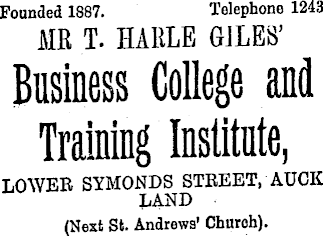 Founded 1887. Telephone 1243
MR T. HARLE GILES'
Business College and
Training Institute,
LOWER SYMONDS STREET, AUCK
LAND
(Next St. Andrews' Church).